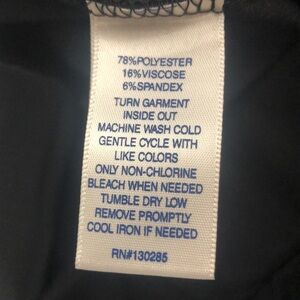 78%POLYESTER
16%VISCOSE
6%SPANDEX
TURN GARMENT
INSIDE OUT
MACHINE WASH COLD
GENTLE CYCLE WITH
LIKE COLORS
ONLY NON-CHLORINE
BLEACH WHEN NEEDED
TUMBLE DRY LOW
REMOVE PROMPTLY
COOL IRON IF NEEDED
RN#130285